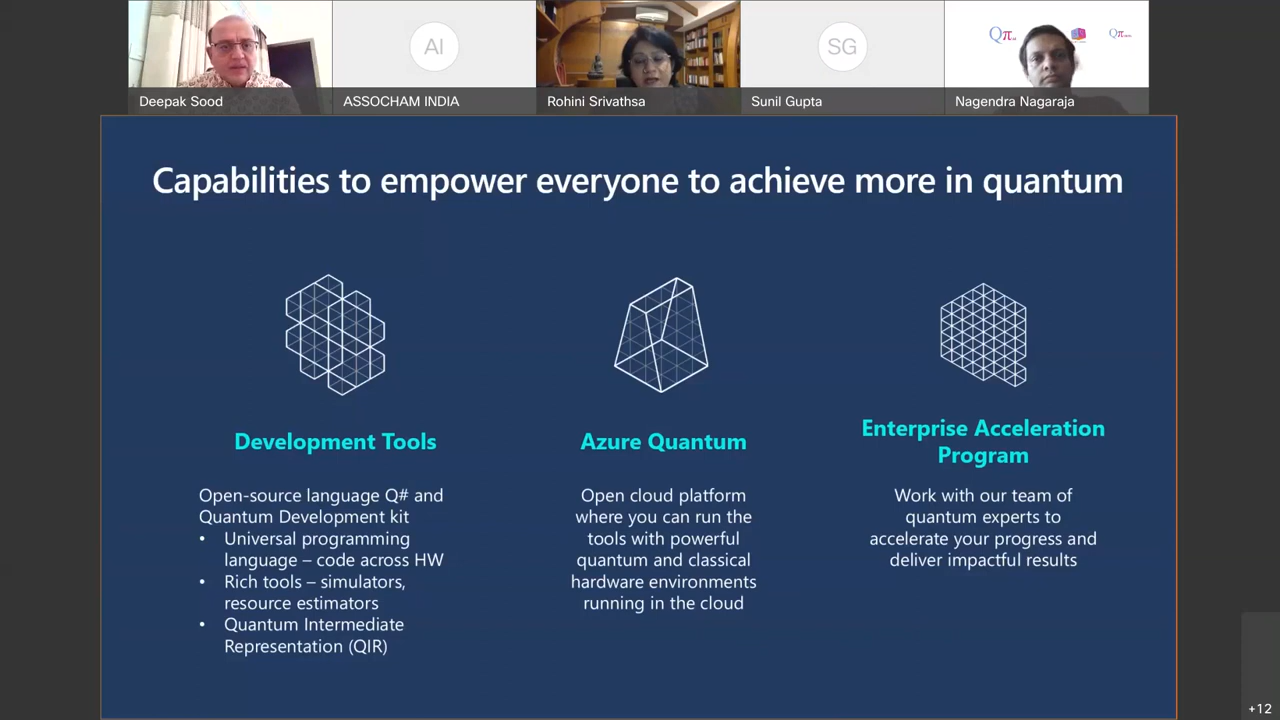 AI
SG
Qπ
Qπ
Deepak Sood
ASSOCHAM INDIA
Rohini Srivathsa
Sunil Gupta
Nagendra Nagaraja
Capabilities to empower everyone to achieve more in quantum
Development Tools
Open-source language Q# and
Quantum Development kit
• Universal programming
language – code across HW
• Rich tools – simulators,
resource estimators
• Quantum Intermediate
Representation (QIR)
Azure Quantum
Open cloud platform
where you can run the
tools with powerful
quantum and classical
hardware environments
running in the cloud
Enterprise Acceleration
Program
Work with our team of
quantum experts to
accelerate your progress and
deliver impactful results
+12